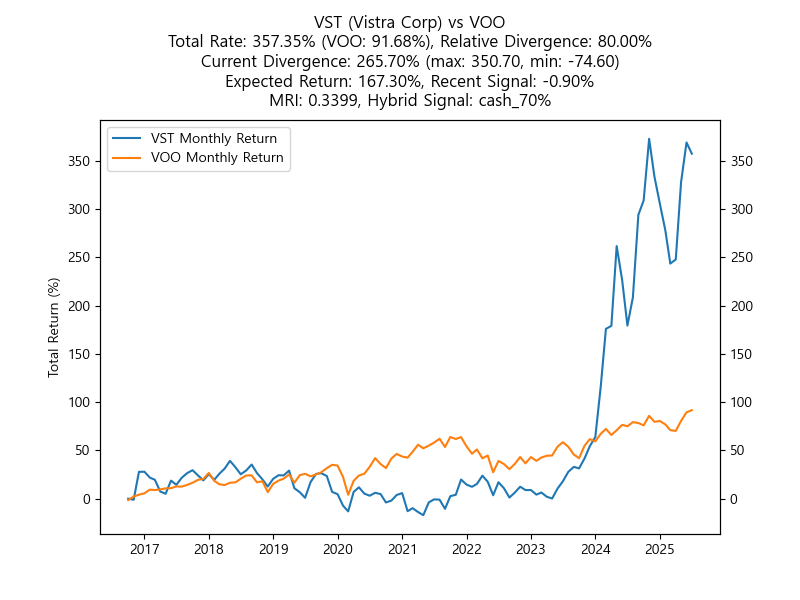 VST (Vistra Corp) vs VOO
Total Rate: 357.35% (VOO: 91.68%), Relative Divergence: 80.00%
Current Divergence: 265.70% (max: 350.70, min: -74.60)
Expected Return: 167.30%, Recent Signal: -0.90%
MRI: 0.3399, Hybrid Signal: cash_70%
VST Monthly Return
VOO Monthly Return
Total Return (%)
350
300
250
200
150
100
50
0
350
300
250
200
150
100
50
0
2017 2018 2019 2020 2021 2022 2023 2024 2025